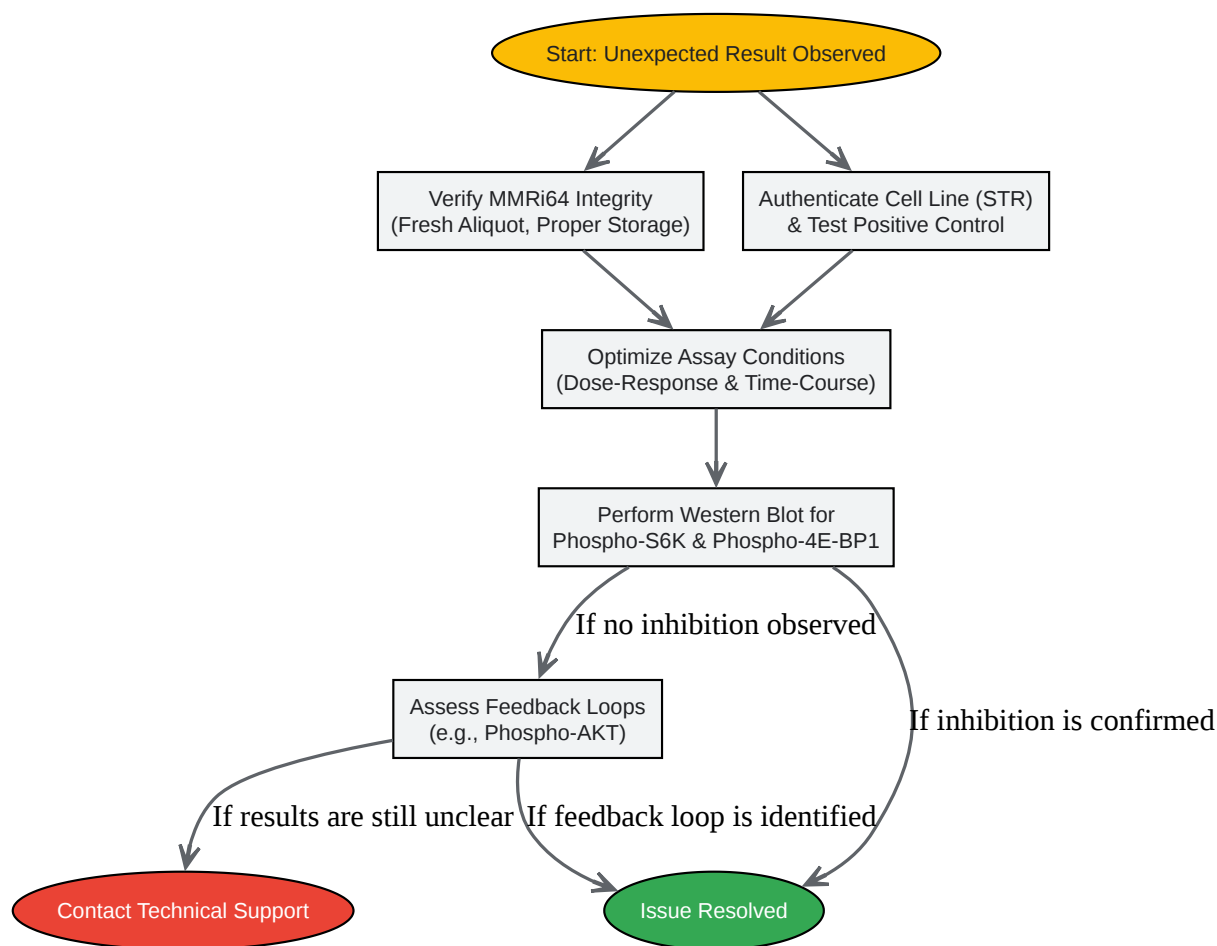 Start: Unexpected Result Observed
Verify MMRi64 Integrity
(Fresh Aliquot, Proper Storage)
Authenticate Cell Line (STR)
& Test Positive Control
Optimize Assay Conditions
(Dose-Response & Time-Course)
Perform Western Blot for
Phospho-S6K & Phospho-4E-BP1
If no inhibition observed
Assess Feedback Loops
(e.g., Phospho-AKT)
If inhibition is confirmed
If results are still unclear
If feedback loop is identified
Contact Technical Support
Issue Resolved